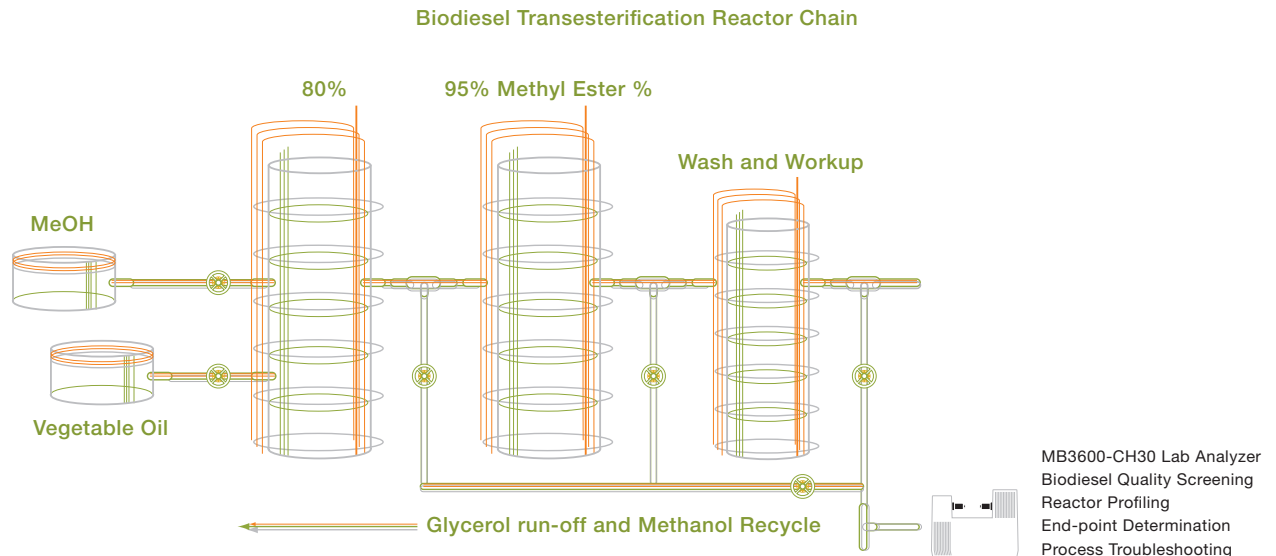 Biodiesel Transesterification Reactor Chain
80%
95% Methyl Ester %
Wash and Workup
MeOH
Vegetable Oil
Glycerol run-off and Methanol Recycle
MB3600-CH30 Lab Analyzer
Biodiesel Quality Screening
Reactor Profiling
End-point Determination
Process Troubleshooting